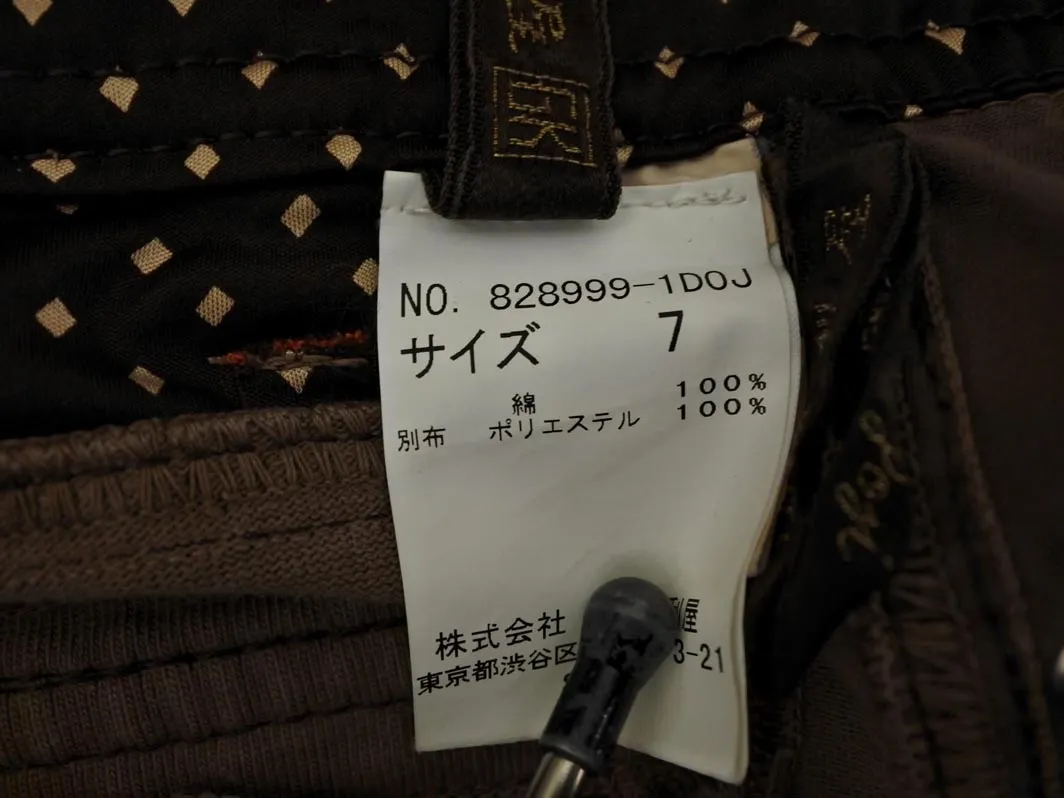 NO. 828999-1D0J
サイズ 7
綿 100%
別布 ポリエステル 100%
株式会社
屋
東京都渋谷区
3-21